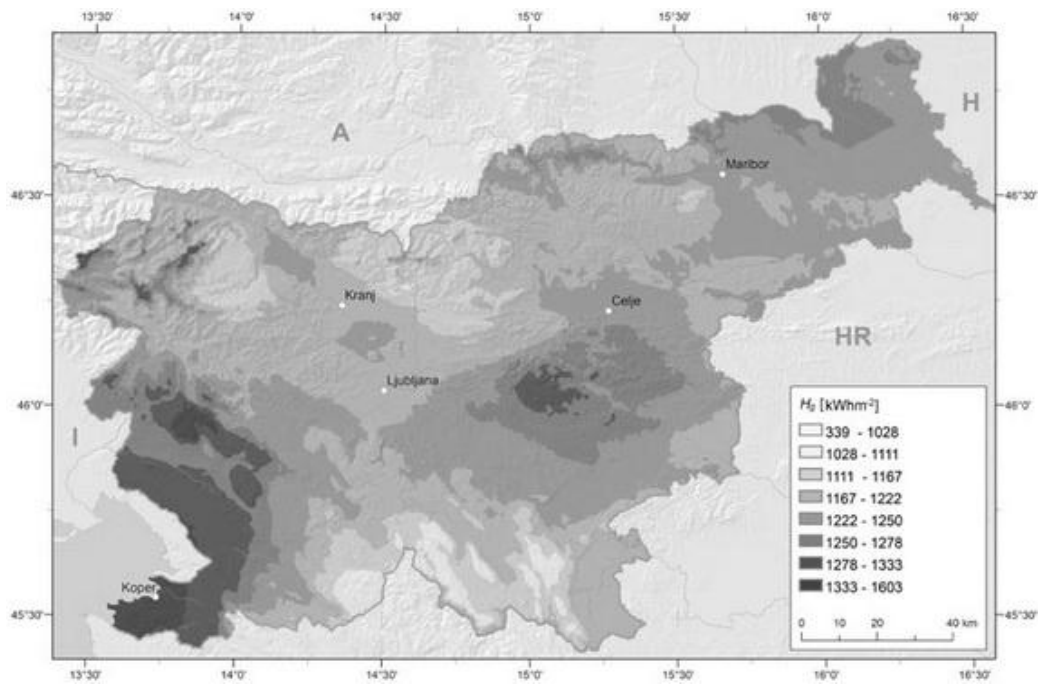 13°30' 14°0' 14°30' 15°0' 15°30' 16°0' 16°30'
A
H
Maribor
46°30' 46°30'
Kranj
Celje
HR
Ljubljana
46°0' 46°0'
I
H₀ [kWhm⁻²]
339 - 1028
1028 - 1111
1111 - 1167
1167 - 1222
1222 - 1250
1250 - 1278
1278 - 1333
1333 - 1603
Koper
45°30' 45°30'
0 10 20 40 km
13°30' 14°0' 14°30' 15°0' 15°30' 16°0' 16°30'